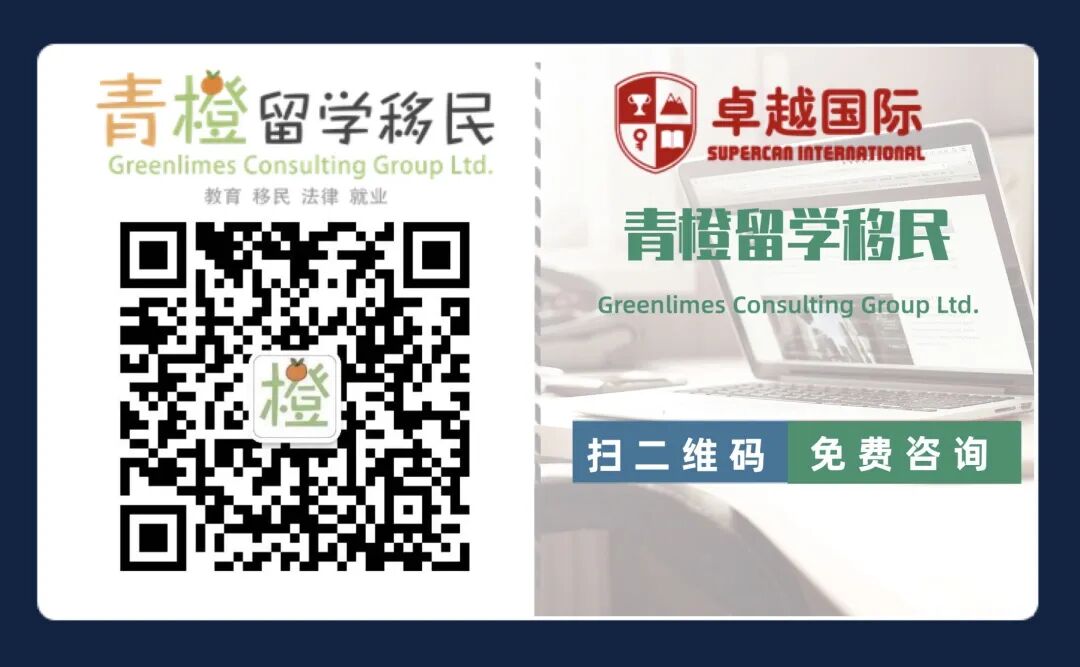 青橙留学移民
Greenlimes Consulting Group Ltd.
教育 移民 法律 就业
橙
卓越国际
SUPERCAN INTERNATIONAL
青橙留学移民
Greenlimes Consulting Group Ltd.
扫二维码 免费咨询